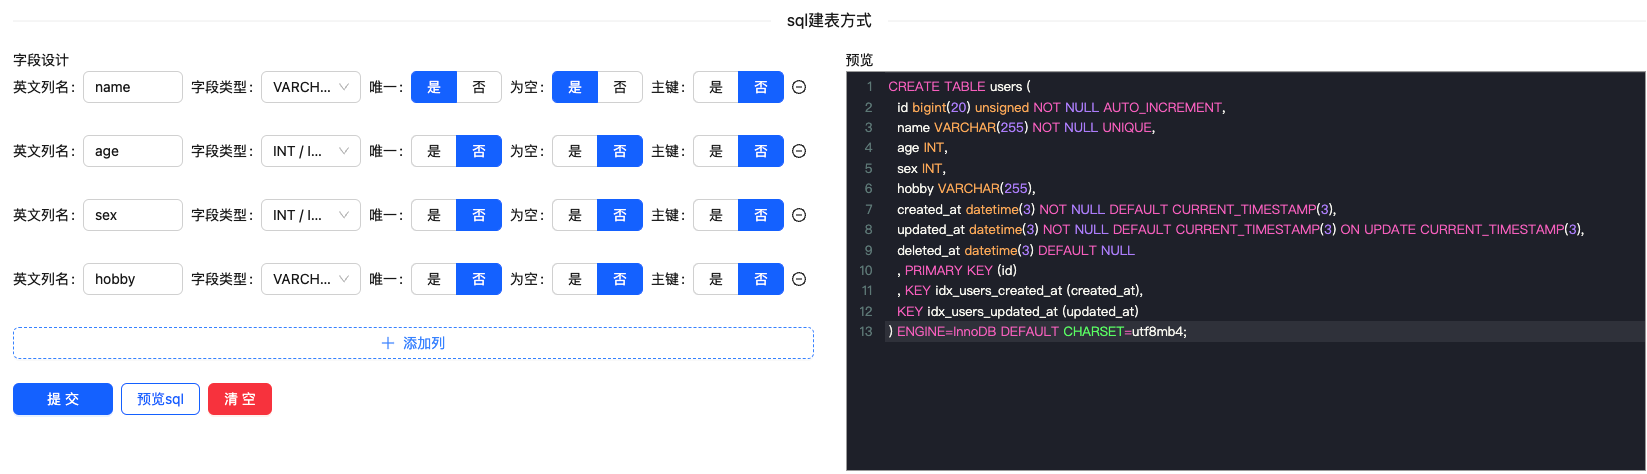 sql建表方式
字段设计
英文列名： name 字段类型： VARCH... 唯一： 是 否 为空： 是 否 主键： 是 否
英文列名： age 字段类型： INT / I... 唯一： 是 否 为空： 是 否 主键： 是 否
英文列名： sex 字段类型： INT / I... 唯一： 是 否 为空： 是 否 主键： 是 否
英文列名： hobby 字段类型： VARCH... 唯一： 是 否 为空： 是 否 主键： 是 否
添加列
提 交 预览sql 清 空
预览
1 CREATE TABLE users (
2 id bigint(20) unsigned NOT NULL AUTO_INCREMENT,
3 name VARCHAR(255) NOT NULL UNIQUE,
4 age INT,
5 sex INT,
6 hobby VARCHAR(255),
7 created_at datetime(3) NOT NULL DEFAULT CURRENT_TIMESTAMP(3),
8 updated_at datetime(3) NOT NULL DEFAULT CURRENT_TIMESTAMP(3) ON UPDATE CURRENT_TIMESTAMP(3),
9 deleted_at datetime(3) DEFAULT NULL
10 , PRIMARY KEY (id)
11 , KEY idx_users_created_at (created_at),
12 KEY idx_users_updated_at (updated_at)
13 ) ENGINE=InnoDB DEFAULT CHARSET=utf8mb4;